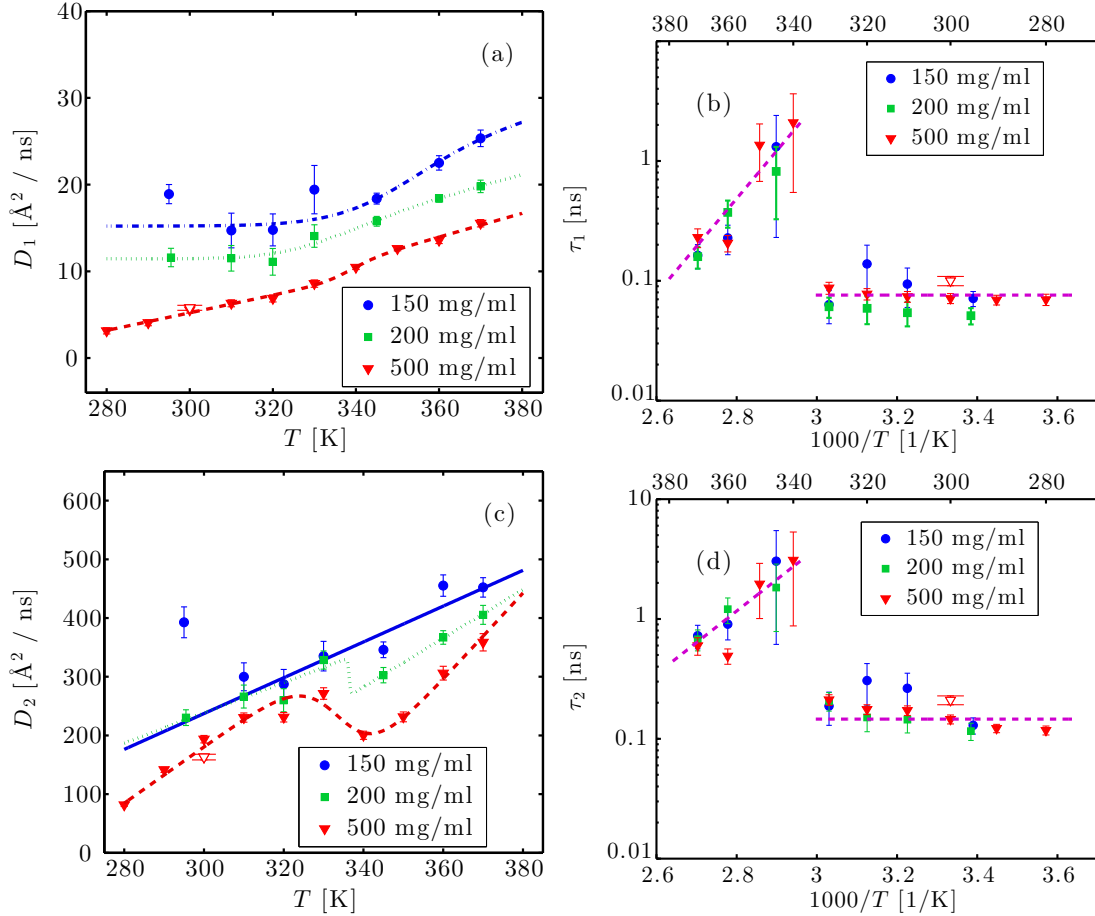 40
30
20
10
0
D₁ [Å² / ns]
(a)
150 mg/ml
200 mg/ml
500 mg/ml
280 300 320 340 360 380
T [K]
380 370 360 350 340 330 320 310 300 290 280
1
0.1
0.01
τ₁ [ns]
(b)
150 mg/ml
200 mg/ml
500 mg/ml
2.6 2.8 3 3.2 3.4 3.6
1000/T [1/K]
600
500
400
300
200
100
0
D₂ [Å² / ns]
(c)
150 mg/ml
200 mg/ml
500 mg/ml
280 300 320 340 360 380
T [K]
380 360 340 320 300 280
10
1
0.1
0.01
τ₂ [ns]
(d)
150 mg/ml
200 mg/ml
500 mg/ml
2.6 2.8 3 3.2 3.4 3.6
1000/T [1/K]